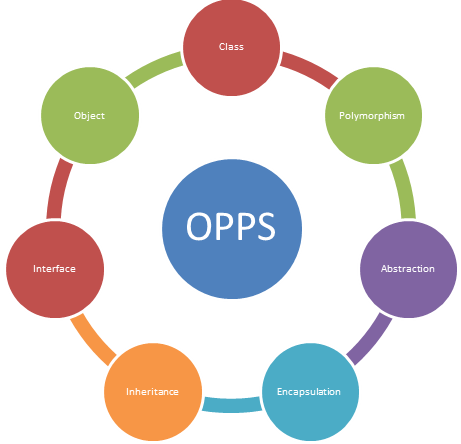 Class
Polymorphism
Abstraction
Encapsulation
Inheritance
Interface
Object
OPPS